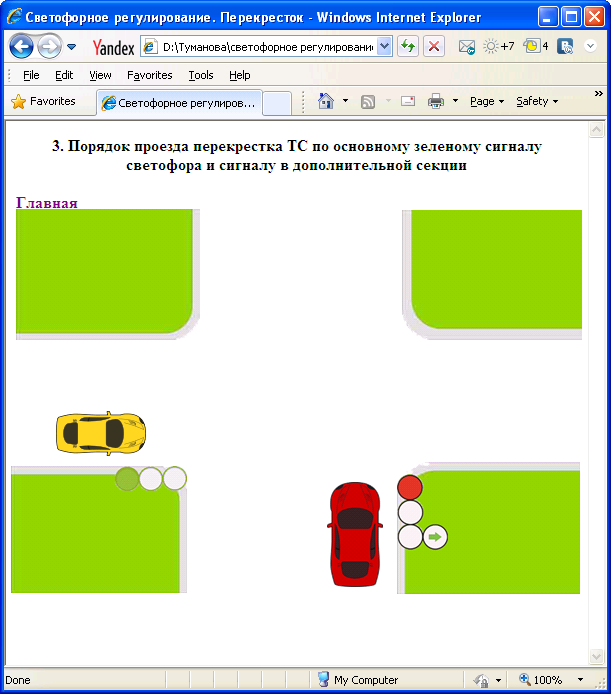 Светофорное регулирование. Перекресток - Windows Internet Explorer
Yandex D:\Туманова\светофорное регулирование +7 4
File Edit View Favorites Tools Help
Favorites Светофорное регулиров... Page Safety »
3. Порядок проезда перекрестка ТС по основному зеленому сигналу
светофора и сигналу в дополнительной секции
Главная
Done My Computer 100%